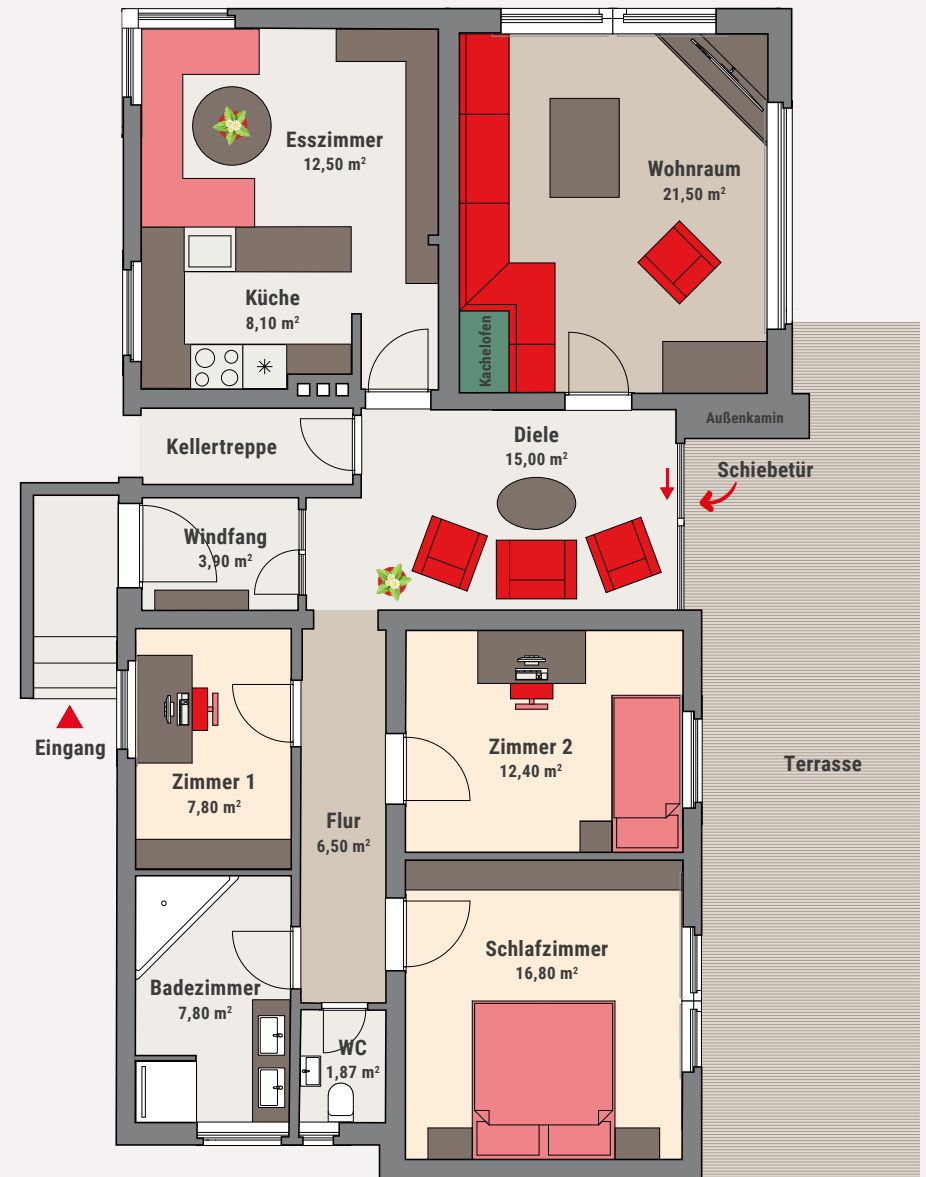 Esszimmer
12,50 m²
Wohnraum
21,50 m²
Küche
8,10 m²
Kachelofen
Außenkamin
Kellertreppe
Diele
15,00 m²
Schiebetür
Windfang
3,90 m²
Eingang
Zimmer 1
7,80 m²
Zimmer 2
12,40 m²
Terrasse
Flur
6,50 m²
Schlafzimmer
16,80 m²
Badezimmer
7,80 m²
WC
1,87 m²